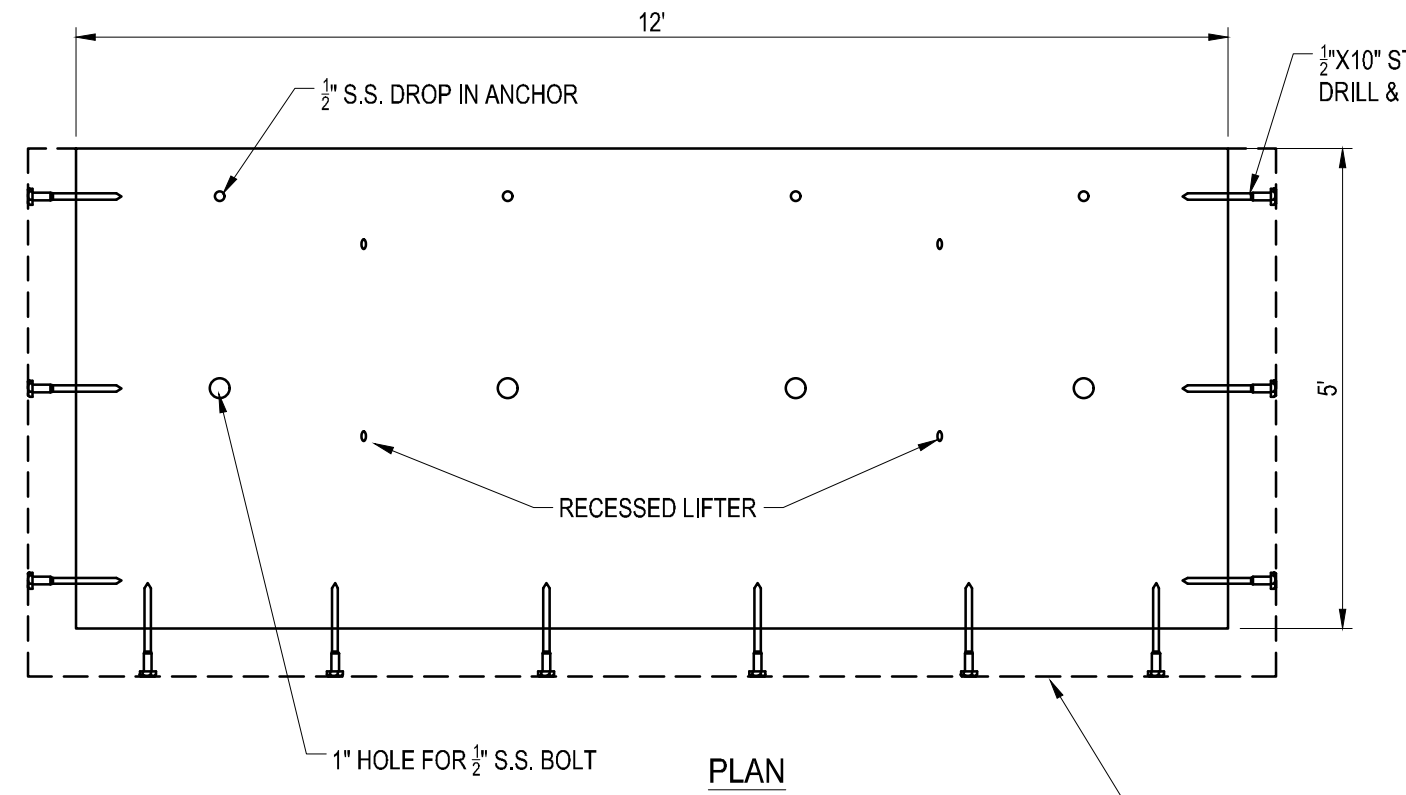 12'
½" S.S. DROP IN ANCHOR
½"X10"
DRILL &
5'
RECESSED LIFTER
1" HOLE FOR ½" S.S. BOLT
PLAN